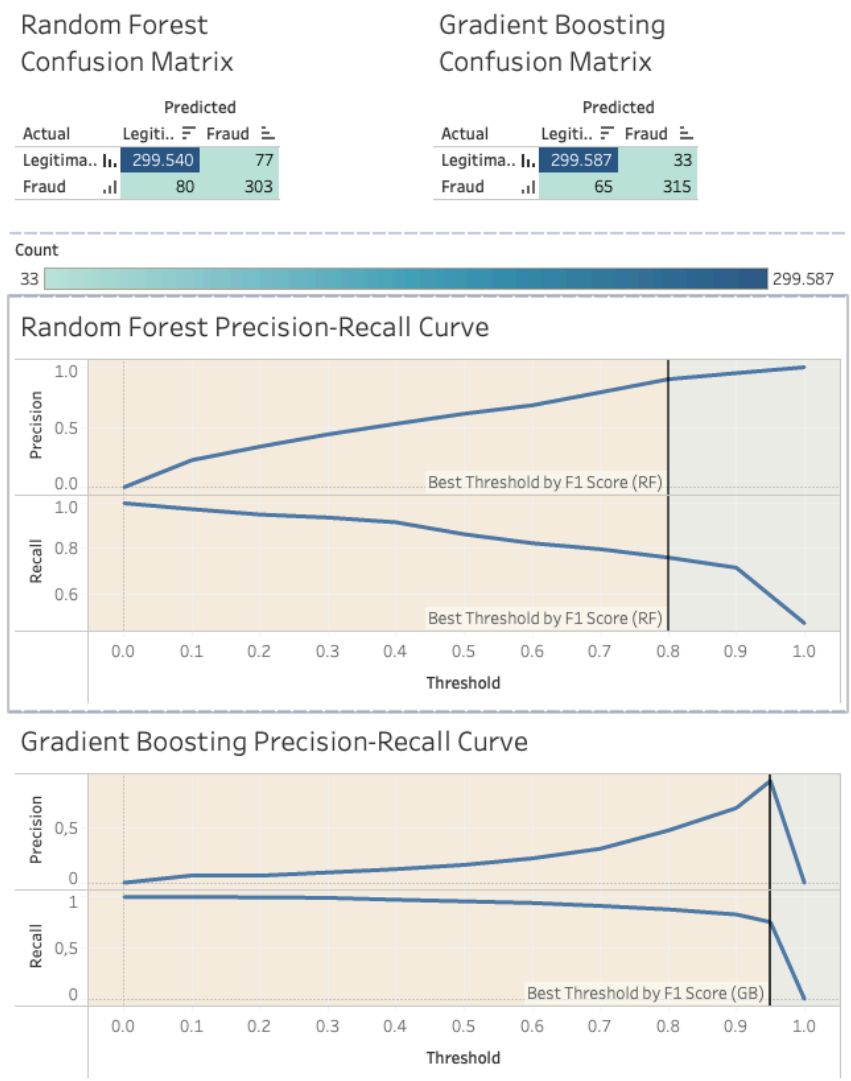 Random Forest
Confusion Matrix
Gradient Boosting
Confusion Matrix
Predicted
Actual Legiti.. Fraud
Legitima.. 299.540 77
Fraud 80 303
Predicted
Actual Legiti.. Fraud
Legitima.. 299.587 33
Fraud 65 315
Count
33 299.587
Random Forest Precision-Recall Curve
Precision
1.0
0.5
0.0
Best Threshold by F1 Score (RF)
Recall
1.0
0.8
0.6
Best Threshold by F1 Score (RF)
0.0 0.1 0.2 0.3 0.4 0.5 0.6 0.7 0.8 0.9 1.0
Threshold
Gradient Boosting Precision-Recall Curve
Precision
0,5
0
Recall
1
0,5
0
Best Threshold by F1 Score (GB)
0.0 0.1 0.2 0.3 0.4 0.5 0.6 0.7 0.8 0.9 1.0
Threshold